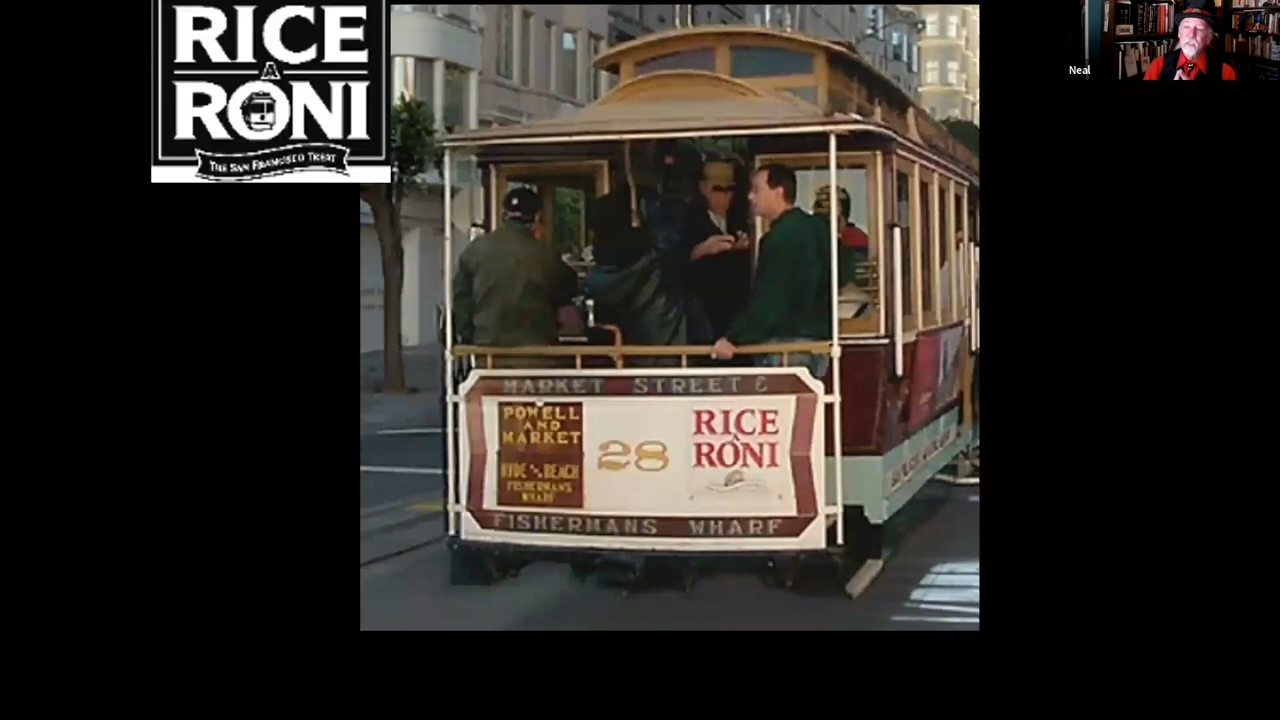 RICE
A
RONI
THE SAN FRANCISCO TREAT
Neal
MARKET STREET &
POWELL
AND
MARKET
HYDE AND BEACH
FISHERMANS
WHARF
28
RICE
A
RONI
FISHERMANS WHARF